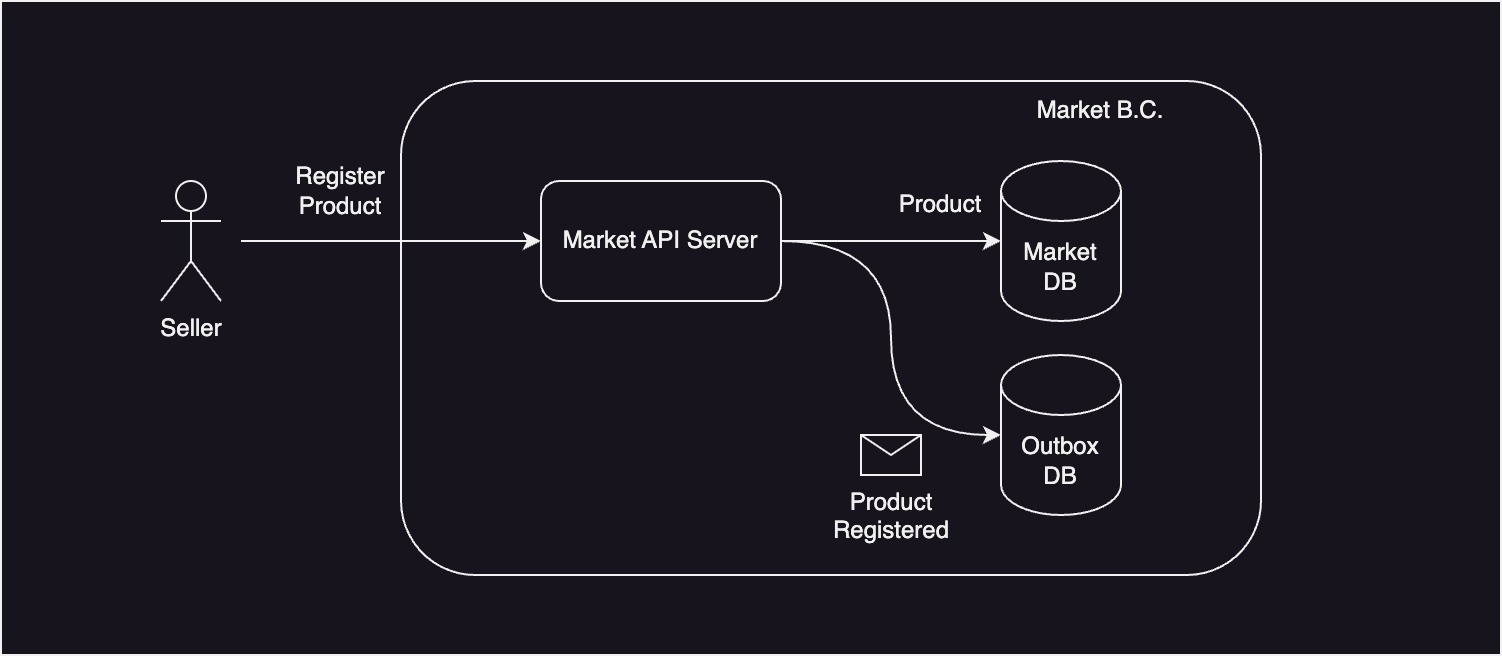 Market B.C.
Register
Product
Product
Market API Server
Market
DB
Seller
Outbox
DB
Product
Registered